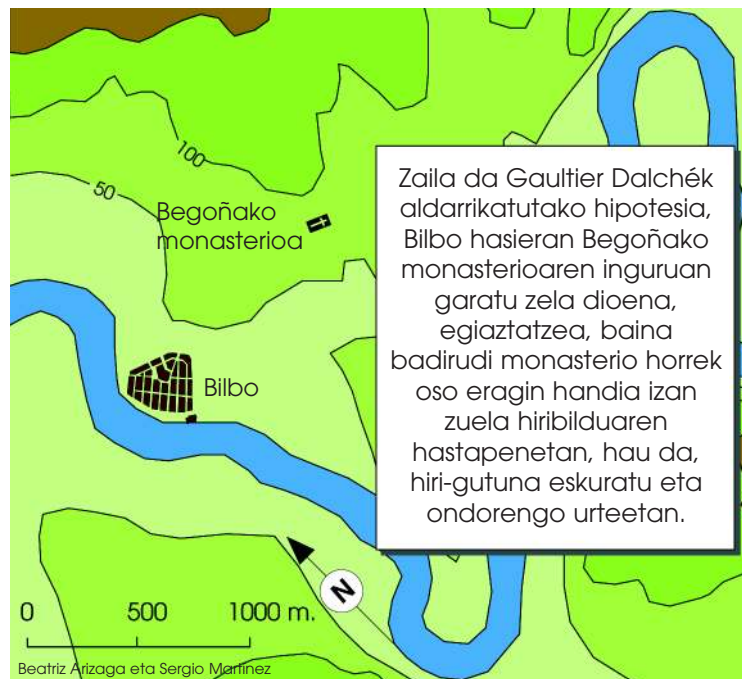 100
50
Begoñako
monasterioa
Bilbo
Zaila da Gaultier Dalchék
aldarrikatutako hipotesia,
Bilbo hasieran Begoñako
monasterioaren inguruan
garatu zela dioena,
egiaztatzea, baina
badirudi monasterio horrek
oso eragin handia izan
zuela hiribilduaren
hastapenetan, hau da,
hiri-gutuna eskuratu eta
ondorengo urteetan.
N
0 500 1000 m.
Beatriz Arizaga eta Sergio Martinez